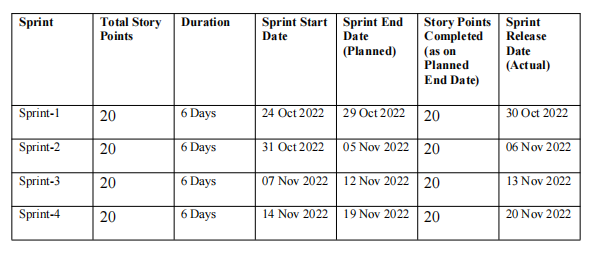 Sprint Total Story Points Duration Sprint Start Date Sprint End Date (Planned) Story Points Completed (as on Planned End Date) Sprint Release Date (Actual)
Sprint-1 20 6 Days 24 Oct 2022 29 Oct 2022 20 30 Oct 2022
Sprint-2 20 6 Days 31 Oct 2022 05 Nov 2022 20 06 Nov 2022
Sprint-3 20 6 Days 07 Nov 2022 12 Nov 2022 20 13 Nov 2022
Sprint-4 20 6 Days 14 Nov 2022 19 Nov 2022 20 20 Nov 2022